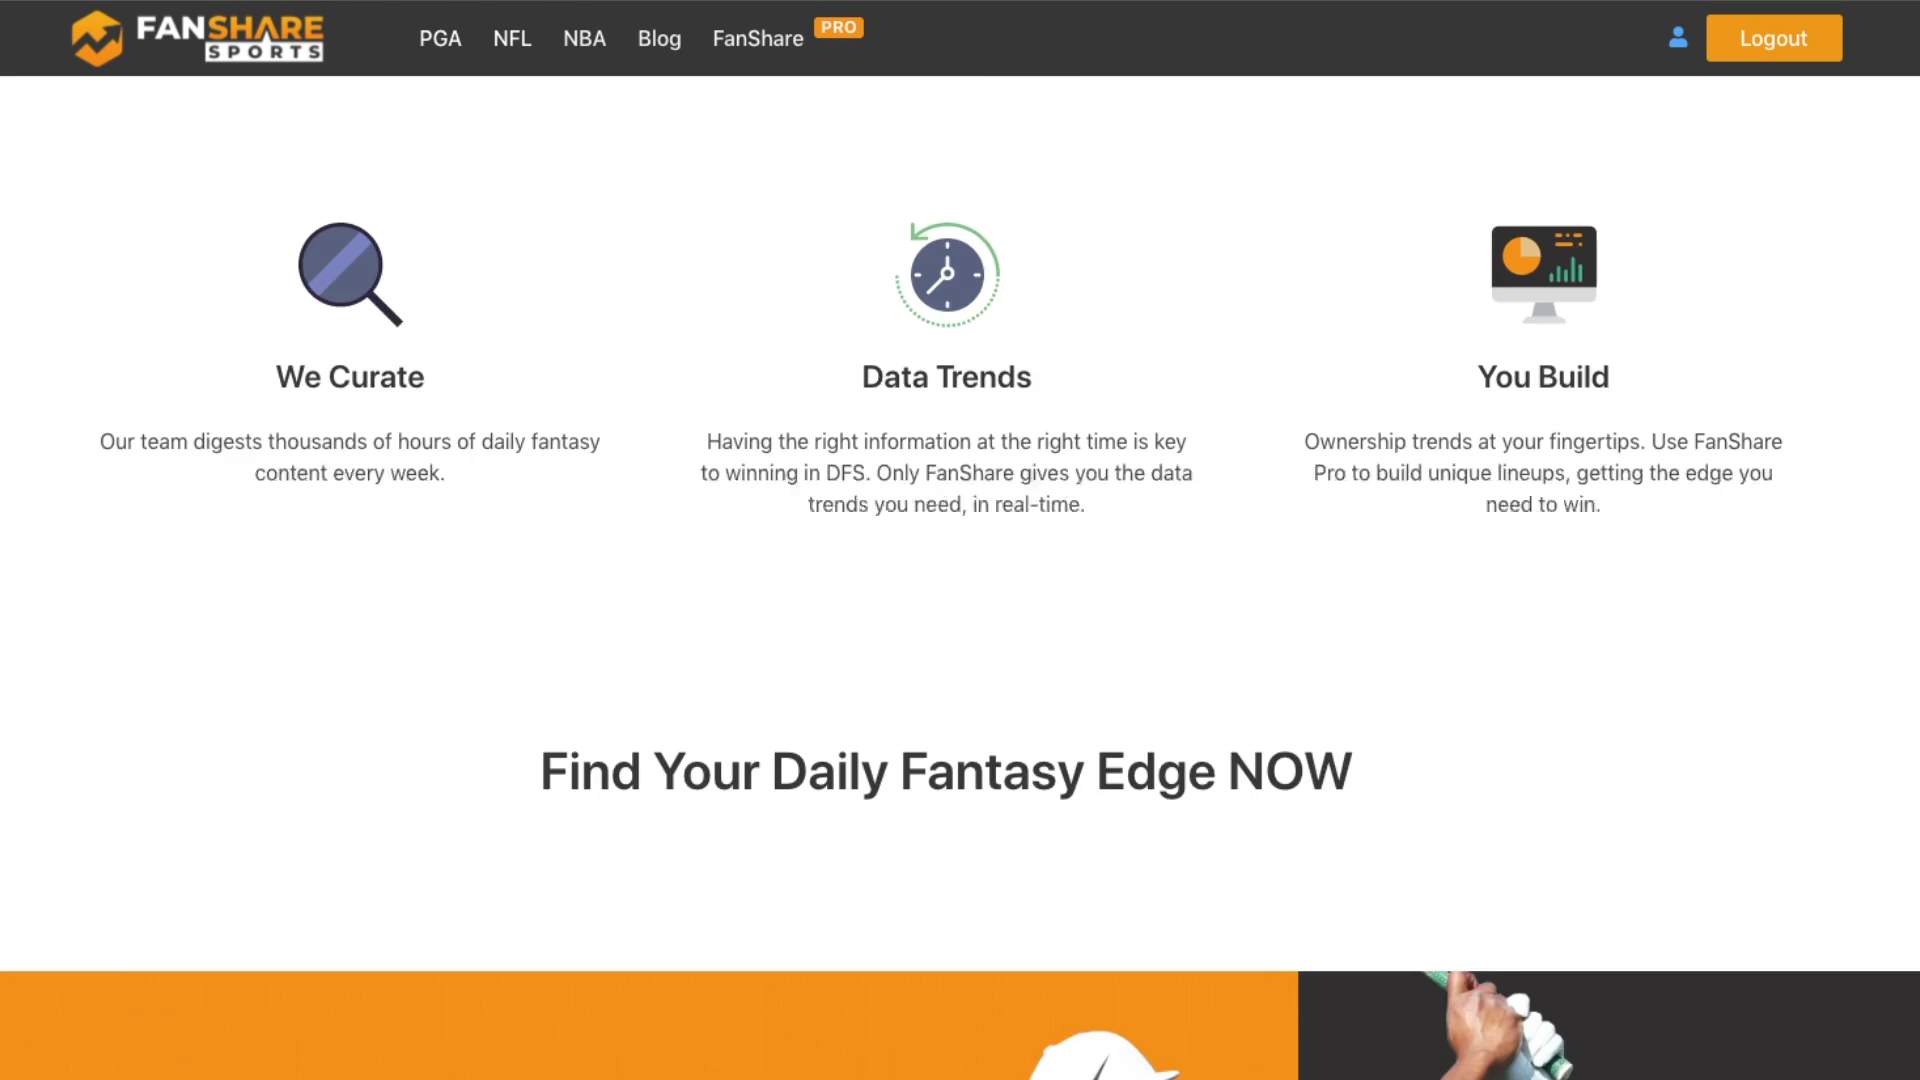 FANSHARE
SPORTS
PGA NFL NBA Blog FanShare PRO
Logout
We Curate
Our team digests thousands of hours of daily fantasy
content every week.
Data Trends
Having the right information at the right time is key
to winning in DFS. Only FanShare gives you the data
trends you need, in real-time.
You Build
Ownership trends at your fingertips. Use FanShare
Pro to build unique lineups, getting the edge you
need to win.
Find Your Daily Fantasy Edge NOW